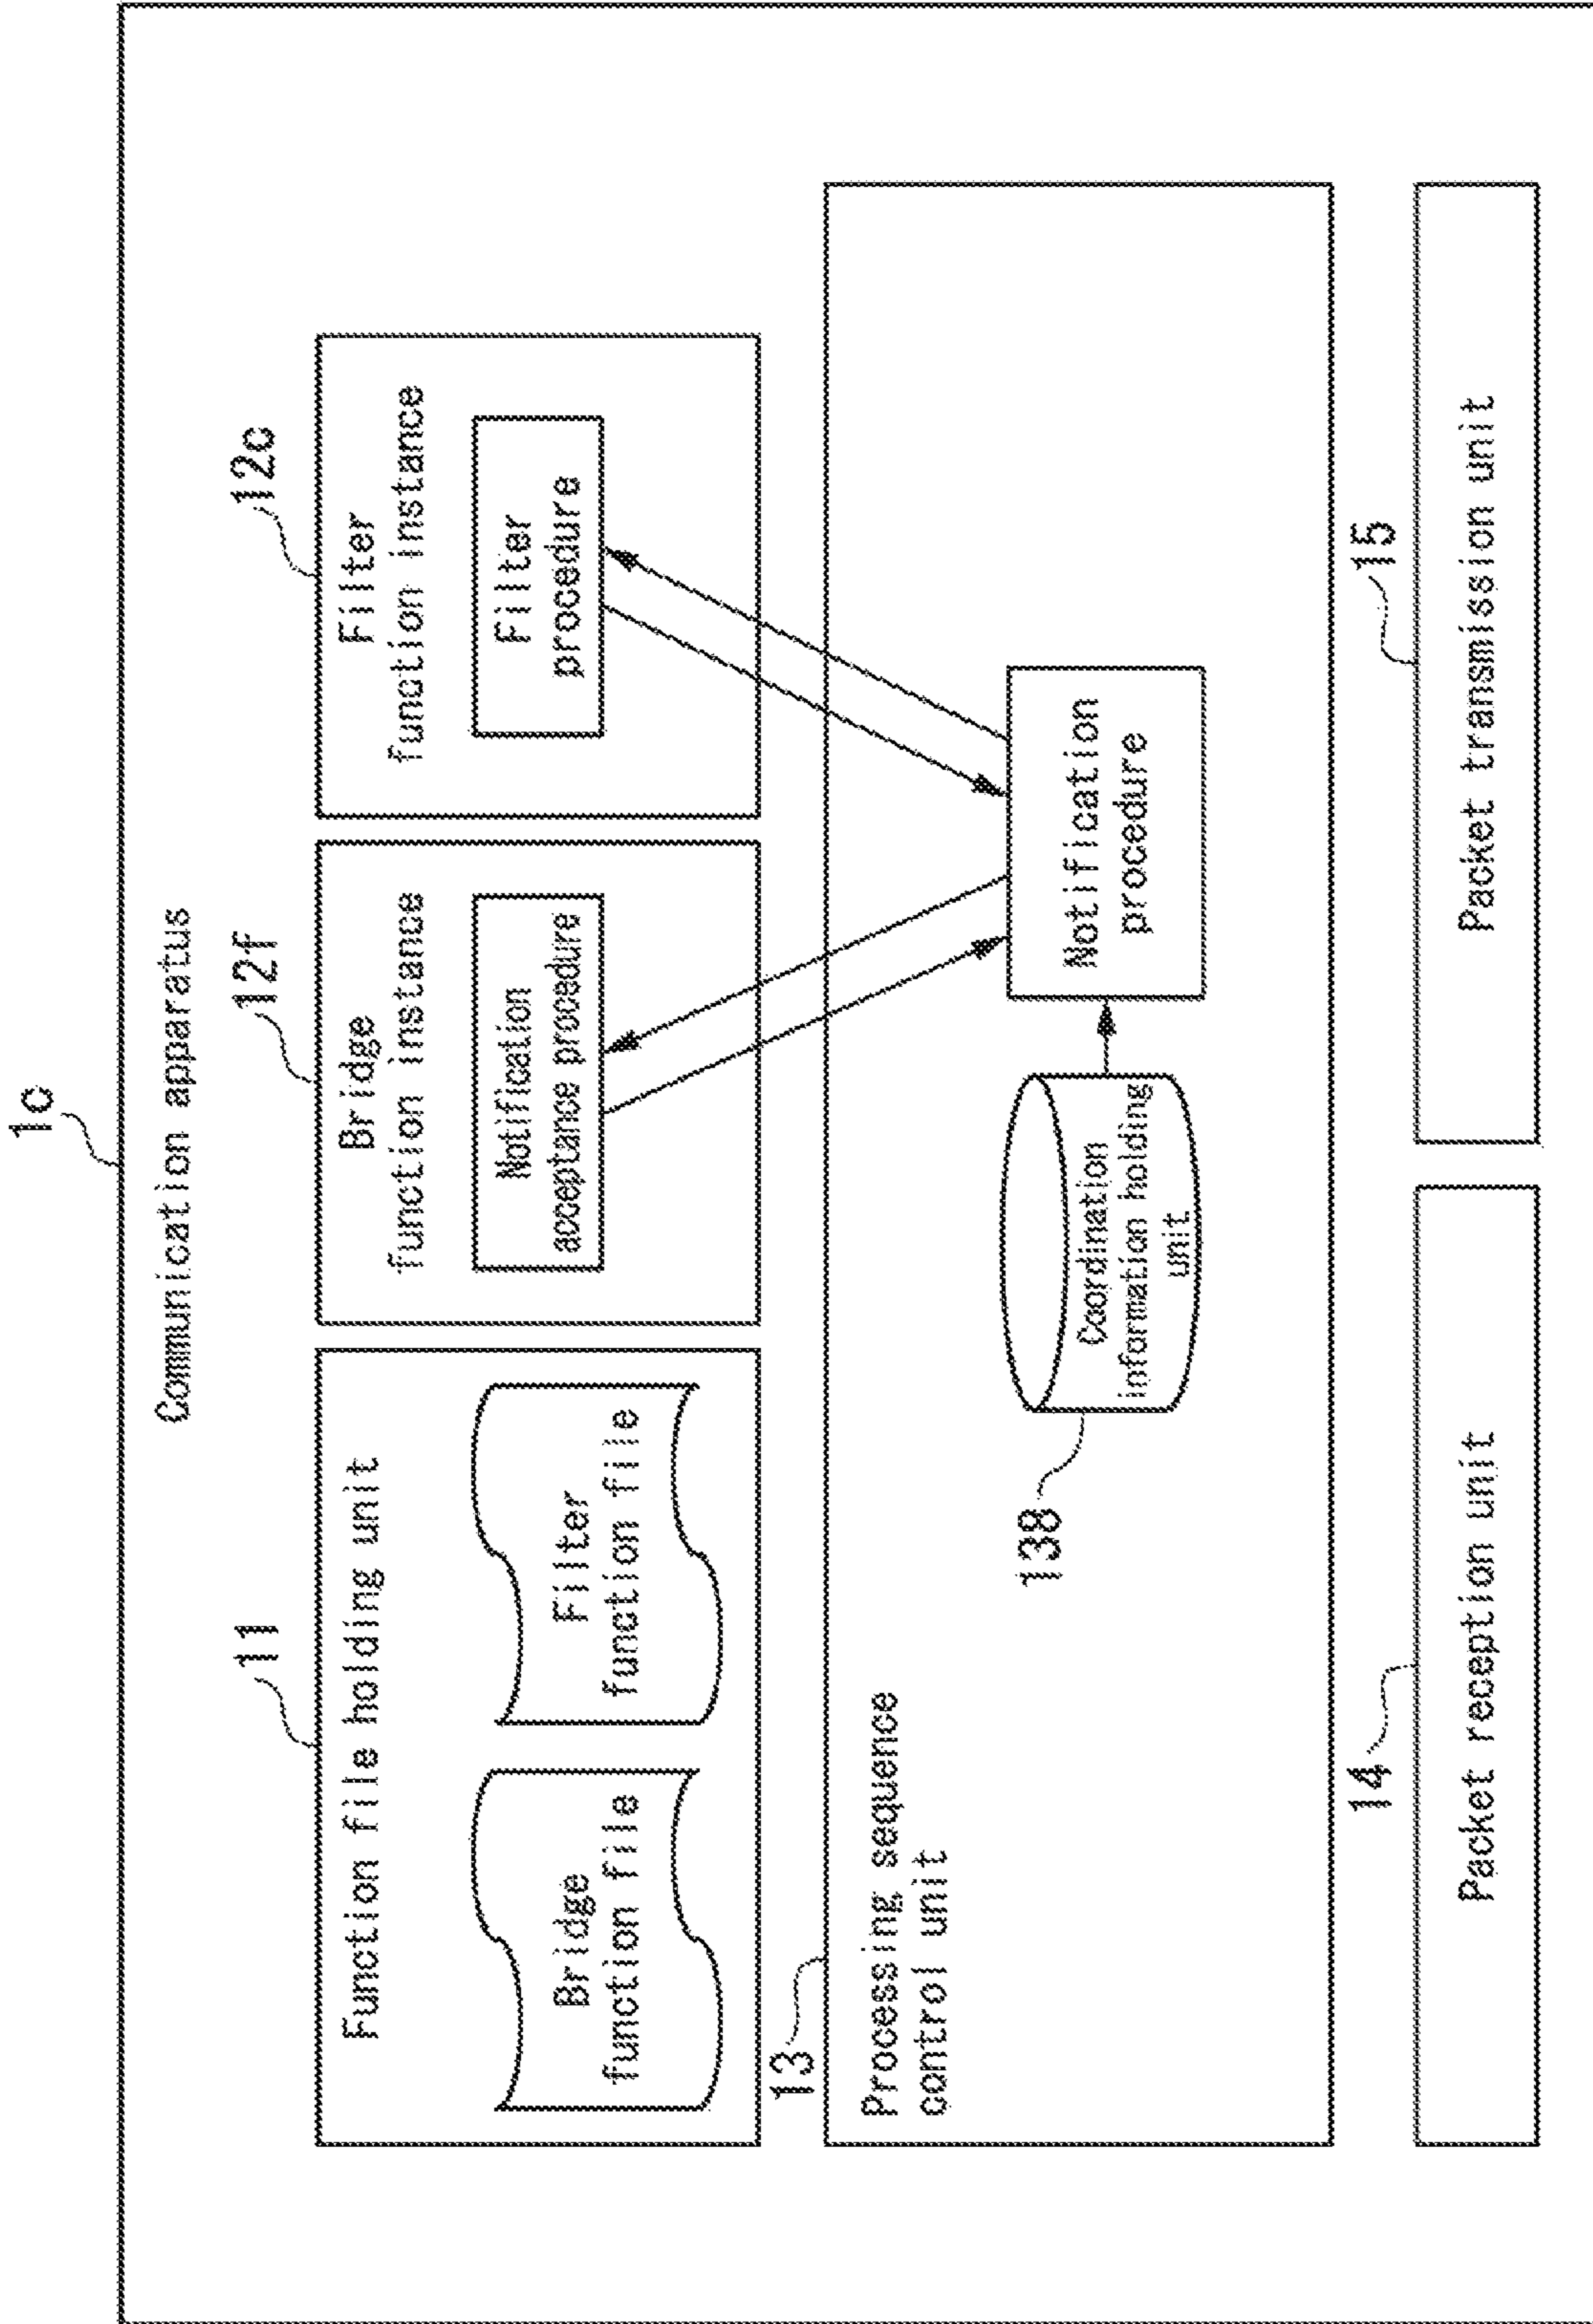 1c
Communication apparatus
11
Function file holding unit
Bridge
function file
Filter
function file
12f
Bridge
function instance
Notification
acceptance procedure
12c
Filter
function instance
Filter
procedure
13
Processing sequence
control unit
138
Coordination
information holding
unit
Notification
procedure
14
Packet reception unit
15
Packet transmission unit